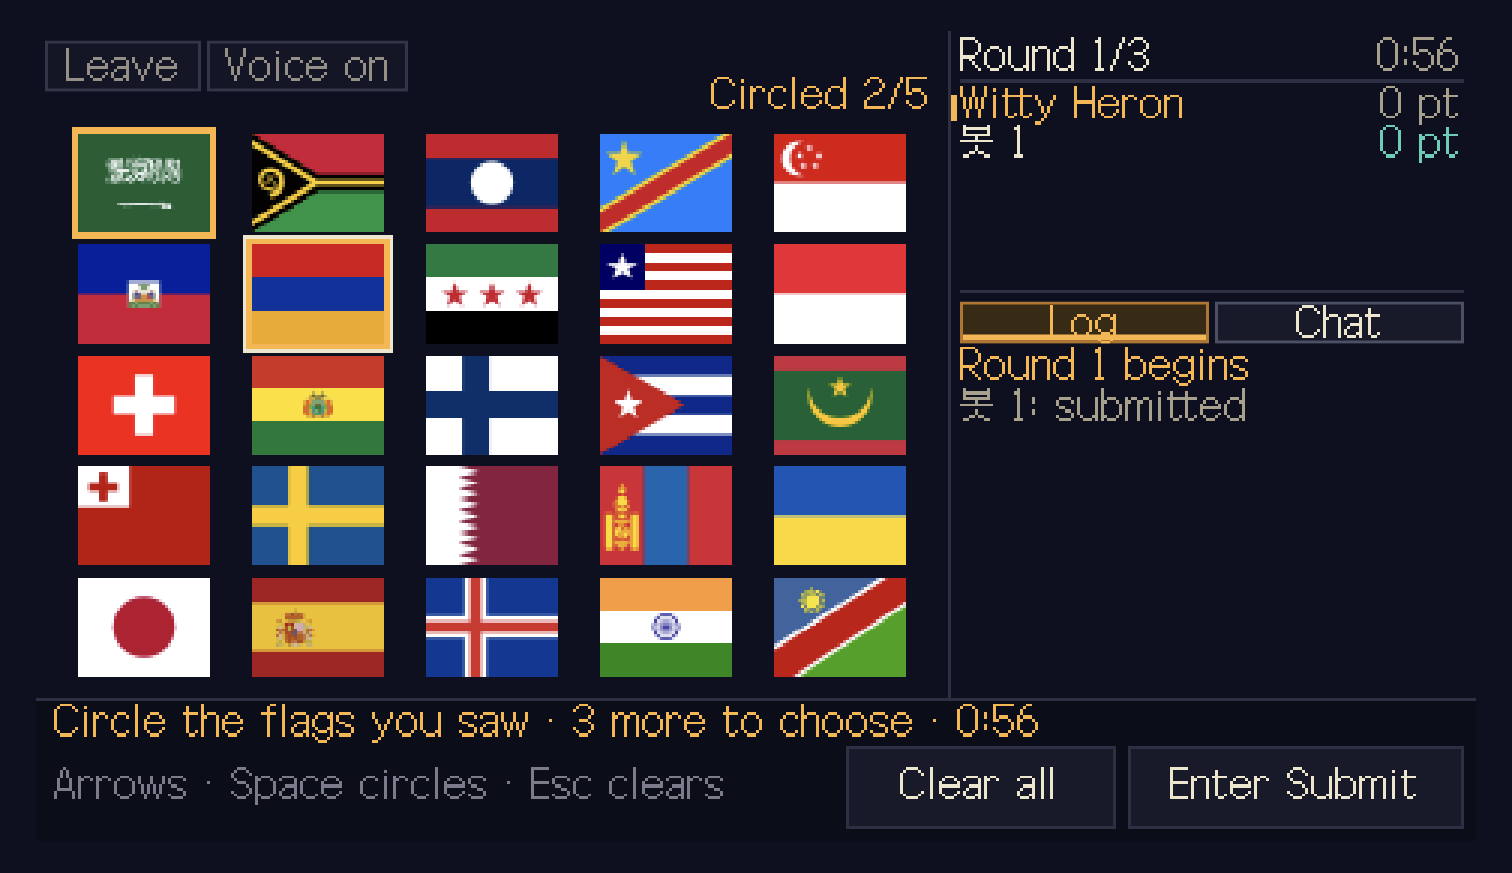 Leave
Voice on
Circled 2/5
Round 1/3
0:56
Witty Heron
0 pt
봇 1
0 pt
Log
Chat
Round 1 begins
봇 1: submitted
Circle the flags you saw · 3 more to choose · 0:56
Arrows · Space circles · Esc clears
Clear all
Enter Submit